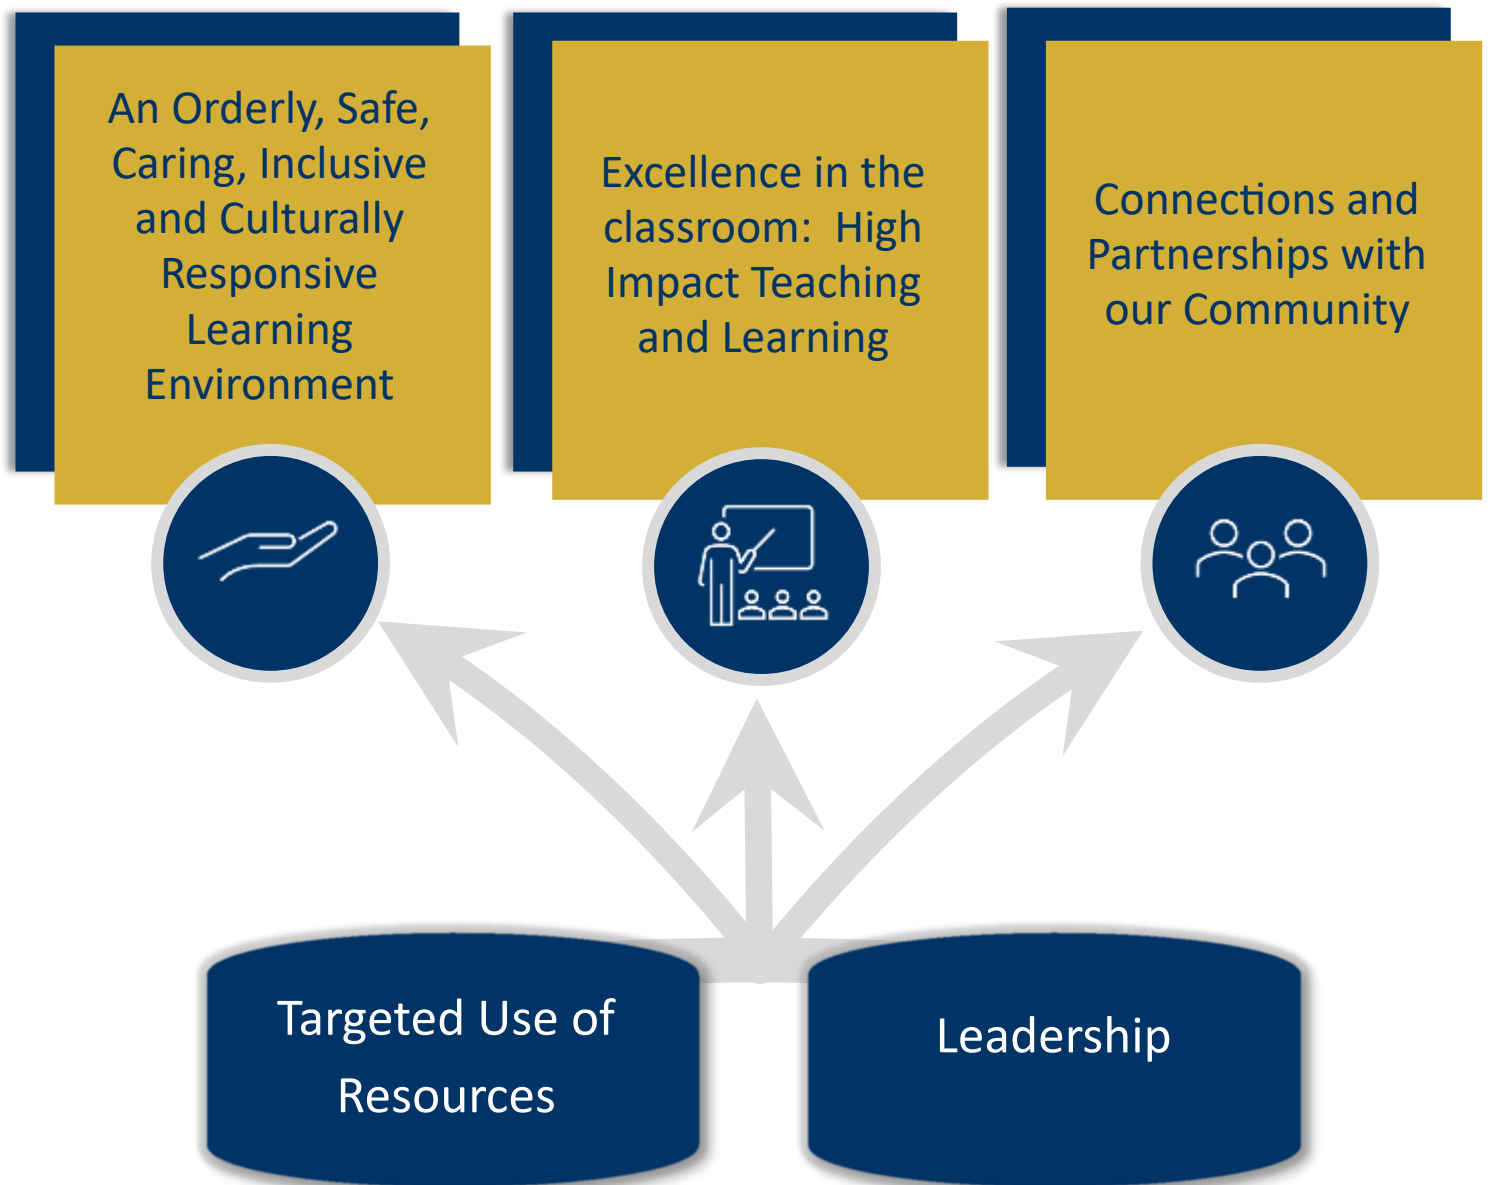 An Orderly, Safe,
Caring, Inclusive
and Culturally
Responsive
Learning
Environment
Excellence in the
classroom:  High
Impact Teaching
and Learning
Connections and
Partnerships with
our Community
Targeted Use of
Resources
Leadership